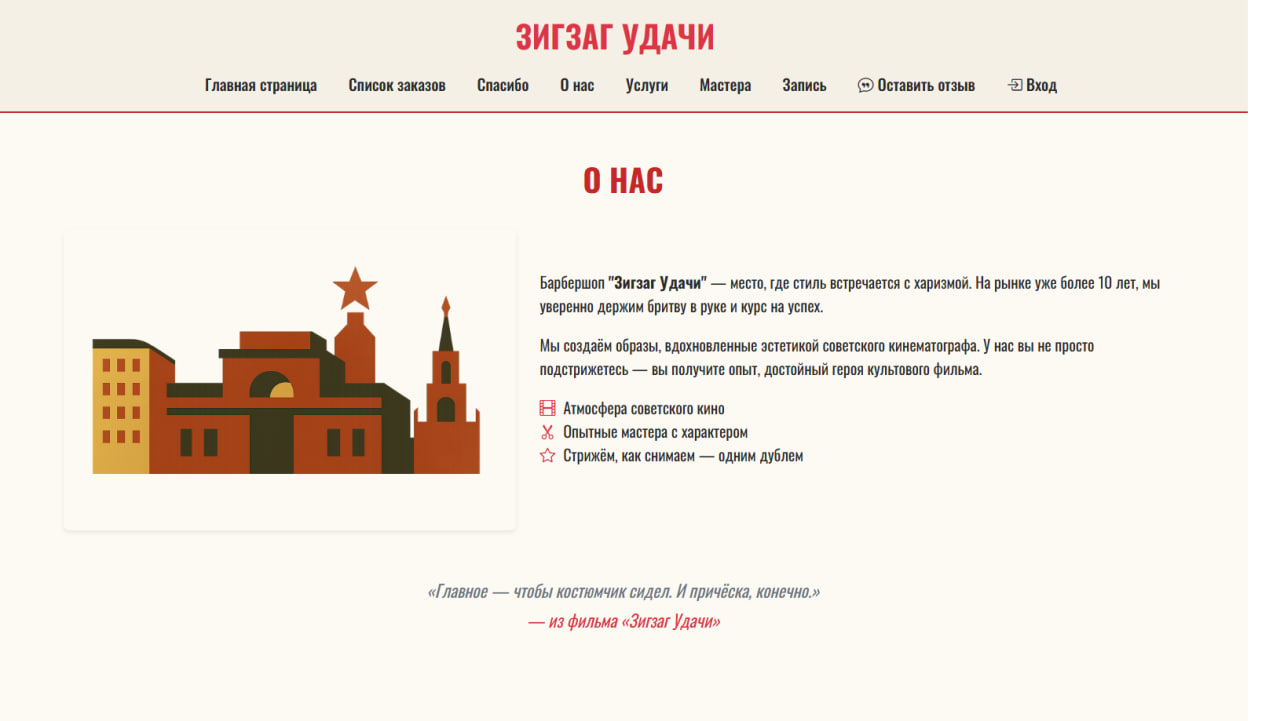 ЗИГЗАГ УДАЧИ
Главная страница Список заказов Спасибо О нас Услуги Мастера Запись Оставить отзыв Вход
О НАС
Барбершоп "Зигзаг Удачи" — место, где стиль встречается с харизмой. На рынке уже более 10 лет, мы
уверенно держим бритву в руке и курс на успех.
Мы создаём образы, вдохновленные эстетикой советского кинематографа. У нас вы не просто
подстрижетесь — вы получите опыт, достойный героя культового фильма.
Атмосфера советского кино
Опытные мастера с характером
Стрижём, как снимаем — одним дублем
«Главное — чтобы костюмчик сидел. И причёска, конечно.»
— из фильма «Зигзаг Удачи»